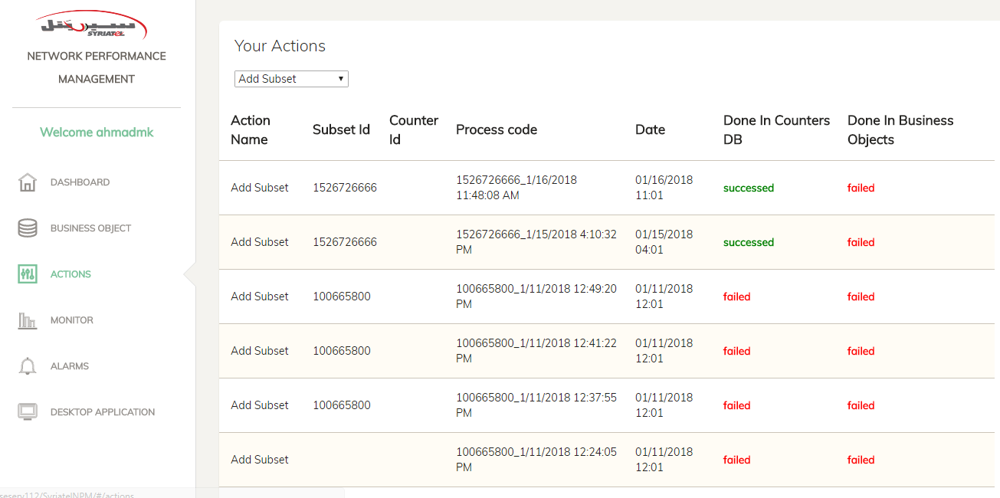 سيريتل
SYRIATEL
NETWORK PERFORMANCE
MANAGEMENT
Welcome ahmadmk
DASHBOARD
BUSINESS OBJECT
ACTIONS
MONITOR
ALARMS
DESKTOP APPLICATION
Your Actions
Add Subset
Action Name Subset Id Counter Id Process code Date Done In Counters DB Done In Business Objects
Add Subset 1526726666 1526726666_1/16/2018 11:48:08 AM 01/16/2018 11:01 successed failed
Add Subset 1526726666 1526726666_1/15/2018 4:10:32 PM 01/15/2018 04:01 successed failed
Add Subset 100665800 100665800_1/11/2018 12:49:20 PM 01/11/2018 12:01 failed failed
Add Subset 100665800 100665800_1/11/2018 12:41:22 PM 01/11/2018 12:01 failed failed
Add Subset 100665800 100665800_1/11/2018 12:37:55 PM 01/11/2018 12:01 failed failed
Add Subset 100665800_1/11/2018 12:24:05 PM 01/11/2018 12:01 failed failed
seserv112/SyriatelNPM/#/actions